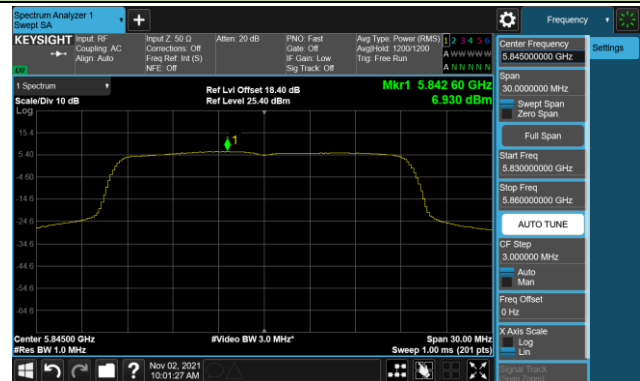 Spectrum Analyzer 1
Swept SA
Frequency
KEYSIGHT
Input: RF
Coupling: AC
Align: Auto
Input Z: 50 Ω
Corrections: Off
Freq Ref: Int (S)
NFE: Off
Atten: 20 dB
PNO: Fast
Gate: Off
IF Gain: Low
Sig Track: Off
Avg Type: Power (RMS)
Avg|Hold: 1200/1200
Trig: Free Run
1 2 3 4 5 6
A W W W W W
A N N N N N
LXI
1 Spectrum
Scale/Div 10 dB
Log
Ref Lvl Offset 18.40 dB
Ref Level 25.40 dBm
Mkr1 5.842 60 GHz
6.930 dBm
15.4
5.40
-4.60
-14.6
-24.6
-34.6
-44.6
-54.6
-64.6
1
Center 5.84500 GHz
#Res BW 1.0 MHz
#Video BW 3.0 MHz*
Span 30.00 MHz
Sweep 1.00 ms (201 pts)
Nov 02, 2021
10:01:27 AM
Center Frequency
5.845000000 GHz
Settings
Span
30.0000000 MHz
Swept Span
Zero Span
Full Span
Start Freq
5.830000000 GHz
Stop Freq
5.860000000 GHz
AUTO TUNE
CF Step
3.000000 MHz
Auto
Man
Freq Offset
0 Hz
X Axis Scale
Log
Lin
Signal Track
(Span Zoom)